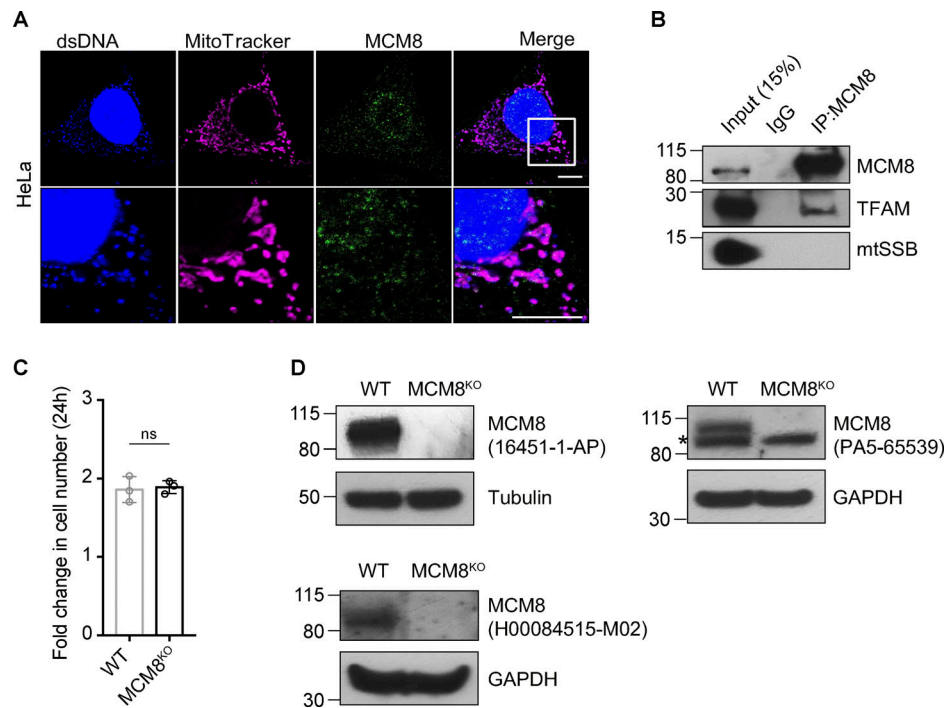 A
dsDNA MitoTracker MCM8 Merge
HeLa
B
Input (15%) IgG IP:MCM8
115
80 MCM8
30
TFAM
15
mtSSB
C
Fold change in cell number (24h)
3
2
1
0
ns
WT MCM8KO
D
WT MCM8KO
115
80
MCM8
(16451-1-AP)
50 Tubulin
WT MCM8KO
115
*
80
MCM8
(PA5-65539)
GAPDH
30
WT MCM8KO
115
80
MCM8
(H00084515-M02)
GAPDH
30